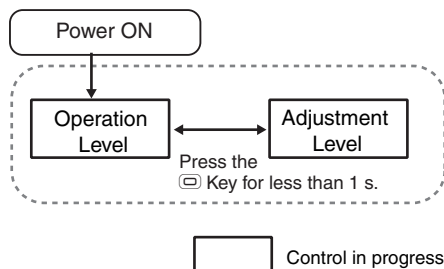 Power ON
Operation
Level
Adjustment
Level
Press the
Key for less than 1 s.
Control in progress